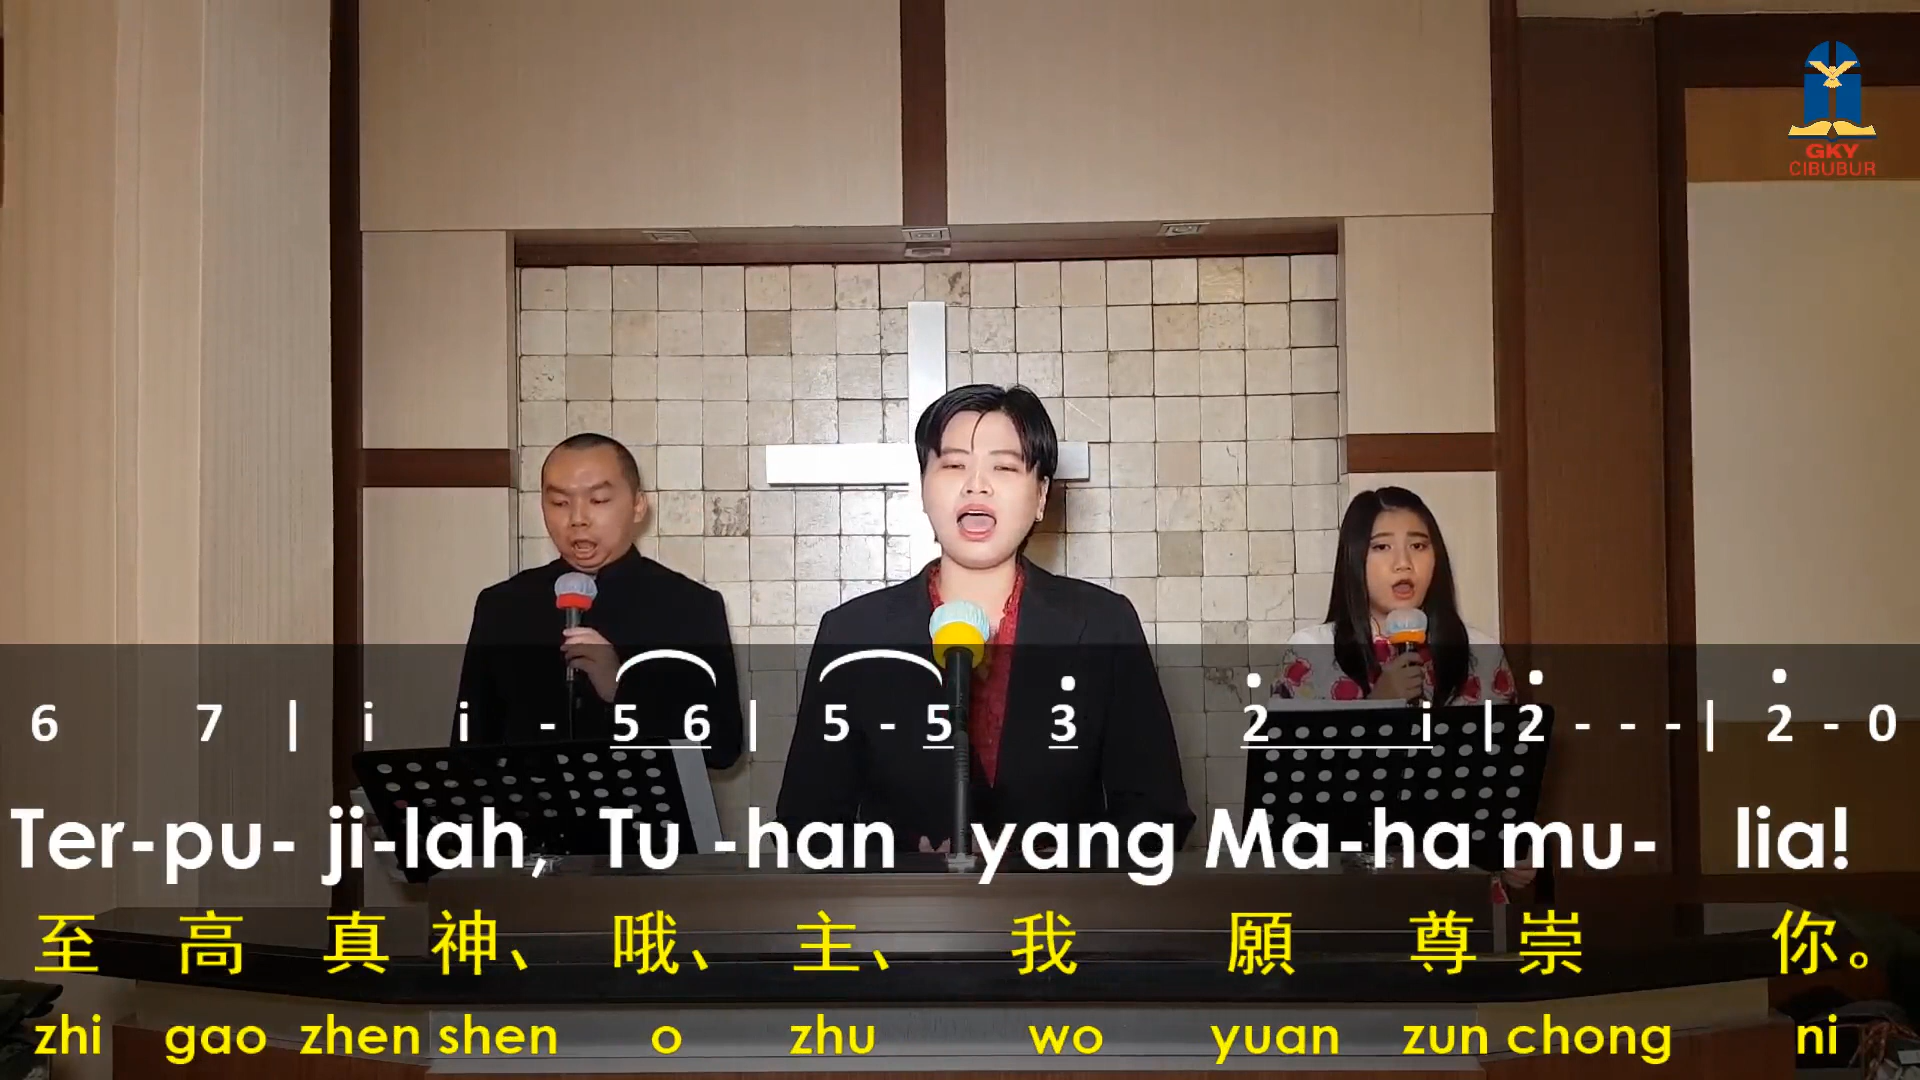 GKY
CIBUBUR
6 7 | i i - 5 6 | 5 - 5 3̇ 2̇ i | 2̇ - - - | 2̇ - 0
Ter-pu- ji-lah, Tu -han yang Ma-ha mu- lia!
至 高 真 神、 哦、 主、 我 願 尊 崇 你。
zhi gao zhen shen o zhu wo yuan zun chong ni